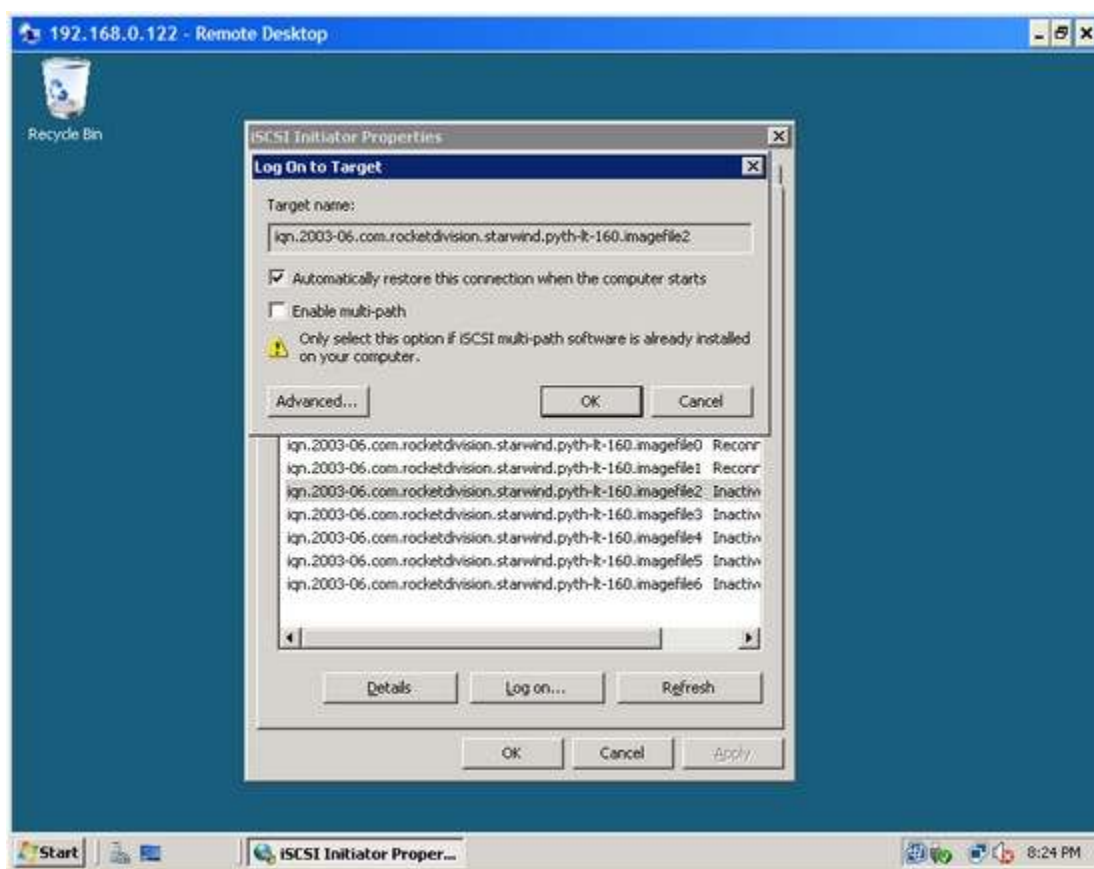 192.168.0.122 - Remote Desktop
Recycle Bin
iSCSI Initiator Properties
Log On to Target
Target name:
iqn.2003-06.com.rocketdivision.starwind.pyth-lt-160.imagefile2
Automatically restore this connection when the computer starts
Enable multi-path
Only select this option if iSCSI multi-path software is already installed
on your computer.
Advanced...
OK
Cancel
iqn.2003-06.com.rocketdivision.starwind.pyth-lt-160.imagefile0 Reconr
iqn.2003-06.com.rocketdivision.starwind.pyth-lt-160.imagefile1 Reconr
iqn.2003-06.com.rocketdivision.starwind.pyth-lt-160.imagefile2 Inactiv
iqn.2003-06.com.rocketdivision.starwind.pyth-lt-160.imagefile3 Inactiv
iqn.2003-06.com.rocketdivision.starwind.pyth-lt-160.imagefile4 Inactiv
iqn.2003-06.com.rocketdivision.starwind.pyth-lt-160.imagefile5 Inactiv
iqn.2003-06.com.rocketdivision.starwind.pyth-lt-160.imagefile6 Inactiv
Details
Log on...
Refresh
OK
Cancel
Apply
Start
iSCSI Initiator Proper...
8:24 PM